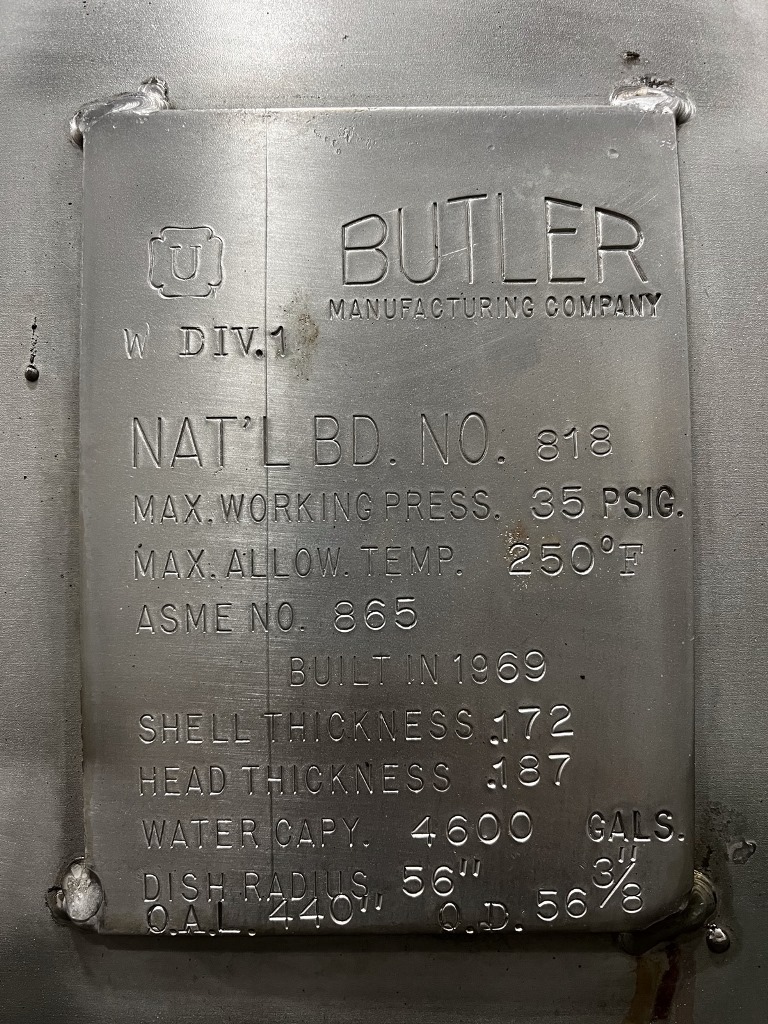 BUTLER
MANUFACTURING COMPANY
U
W DIV.1
NAT'L BD. NO. 818
MAX. WORKING PRESS. 35 PSIG.
MAX. ALLOW. TEMP. 250°F
ASME NO. 865
BUILT IN 1969
SHELL THICKNESS .172
HEAD THICKNESS .187
WATER CAPY. 4600 GALS.
DISH RADIUS 56"
O.A.L. 440" O.D. 56 3/8"